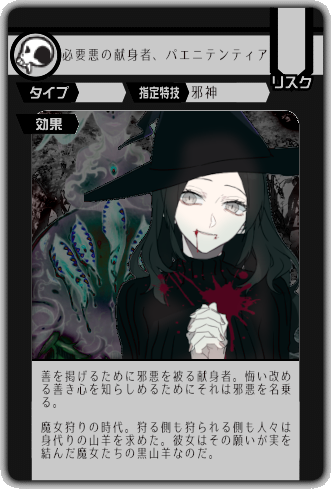 必要悪の献身者、パエニテンティア
リスク
タイプ
指定特技 邪神
効果
善を掲げるために邪悪を被る献身者。悔い改め
る善き心を知らしめるためにそれは邪悪を名乗
る。
魔女狩りの時代。狩る側も狩られる側も人々は
身代りの山羊を求めた。彼女はその願いが実を
結んだ魔女たちの黒山羊なのだ。